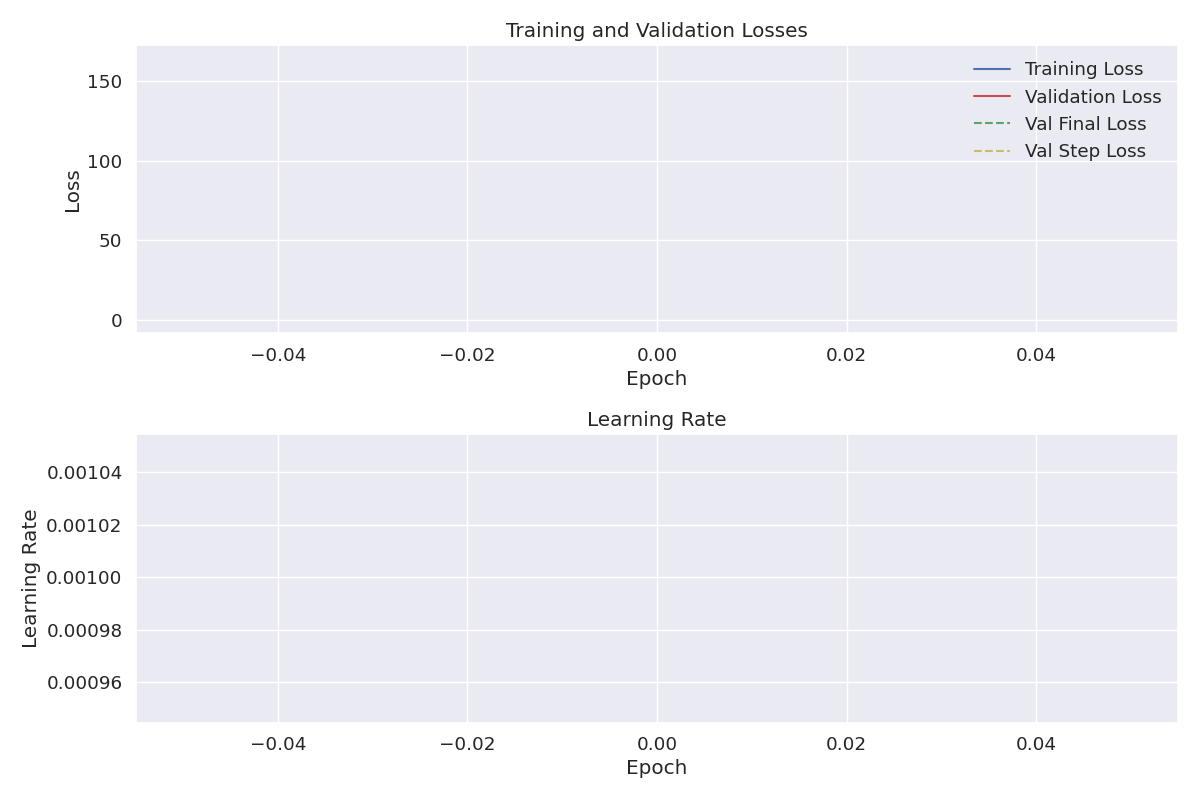 Training and Validation Losses
150
100
50
0
Loss
Training Loss
Validation Loss
Val Final Loss
Val Step Loss
−0.04
−0.02
0.00
0.02
0.04
Epoch
Learning Rate
0.00104
0.00102
0.00100
0.00098
0.00096
Learning Rate
−0.04
−0.02
0.00
0.02
0.04
Epoch